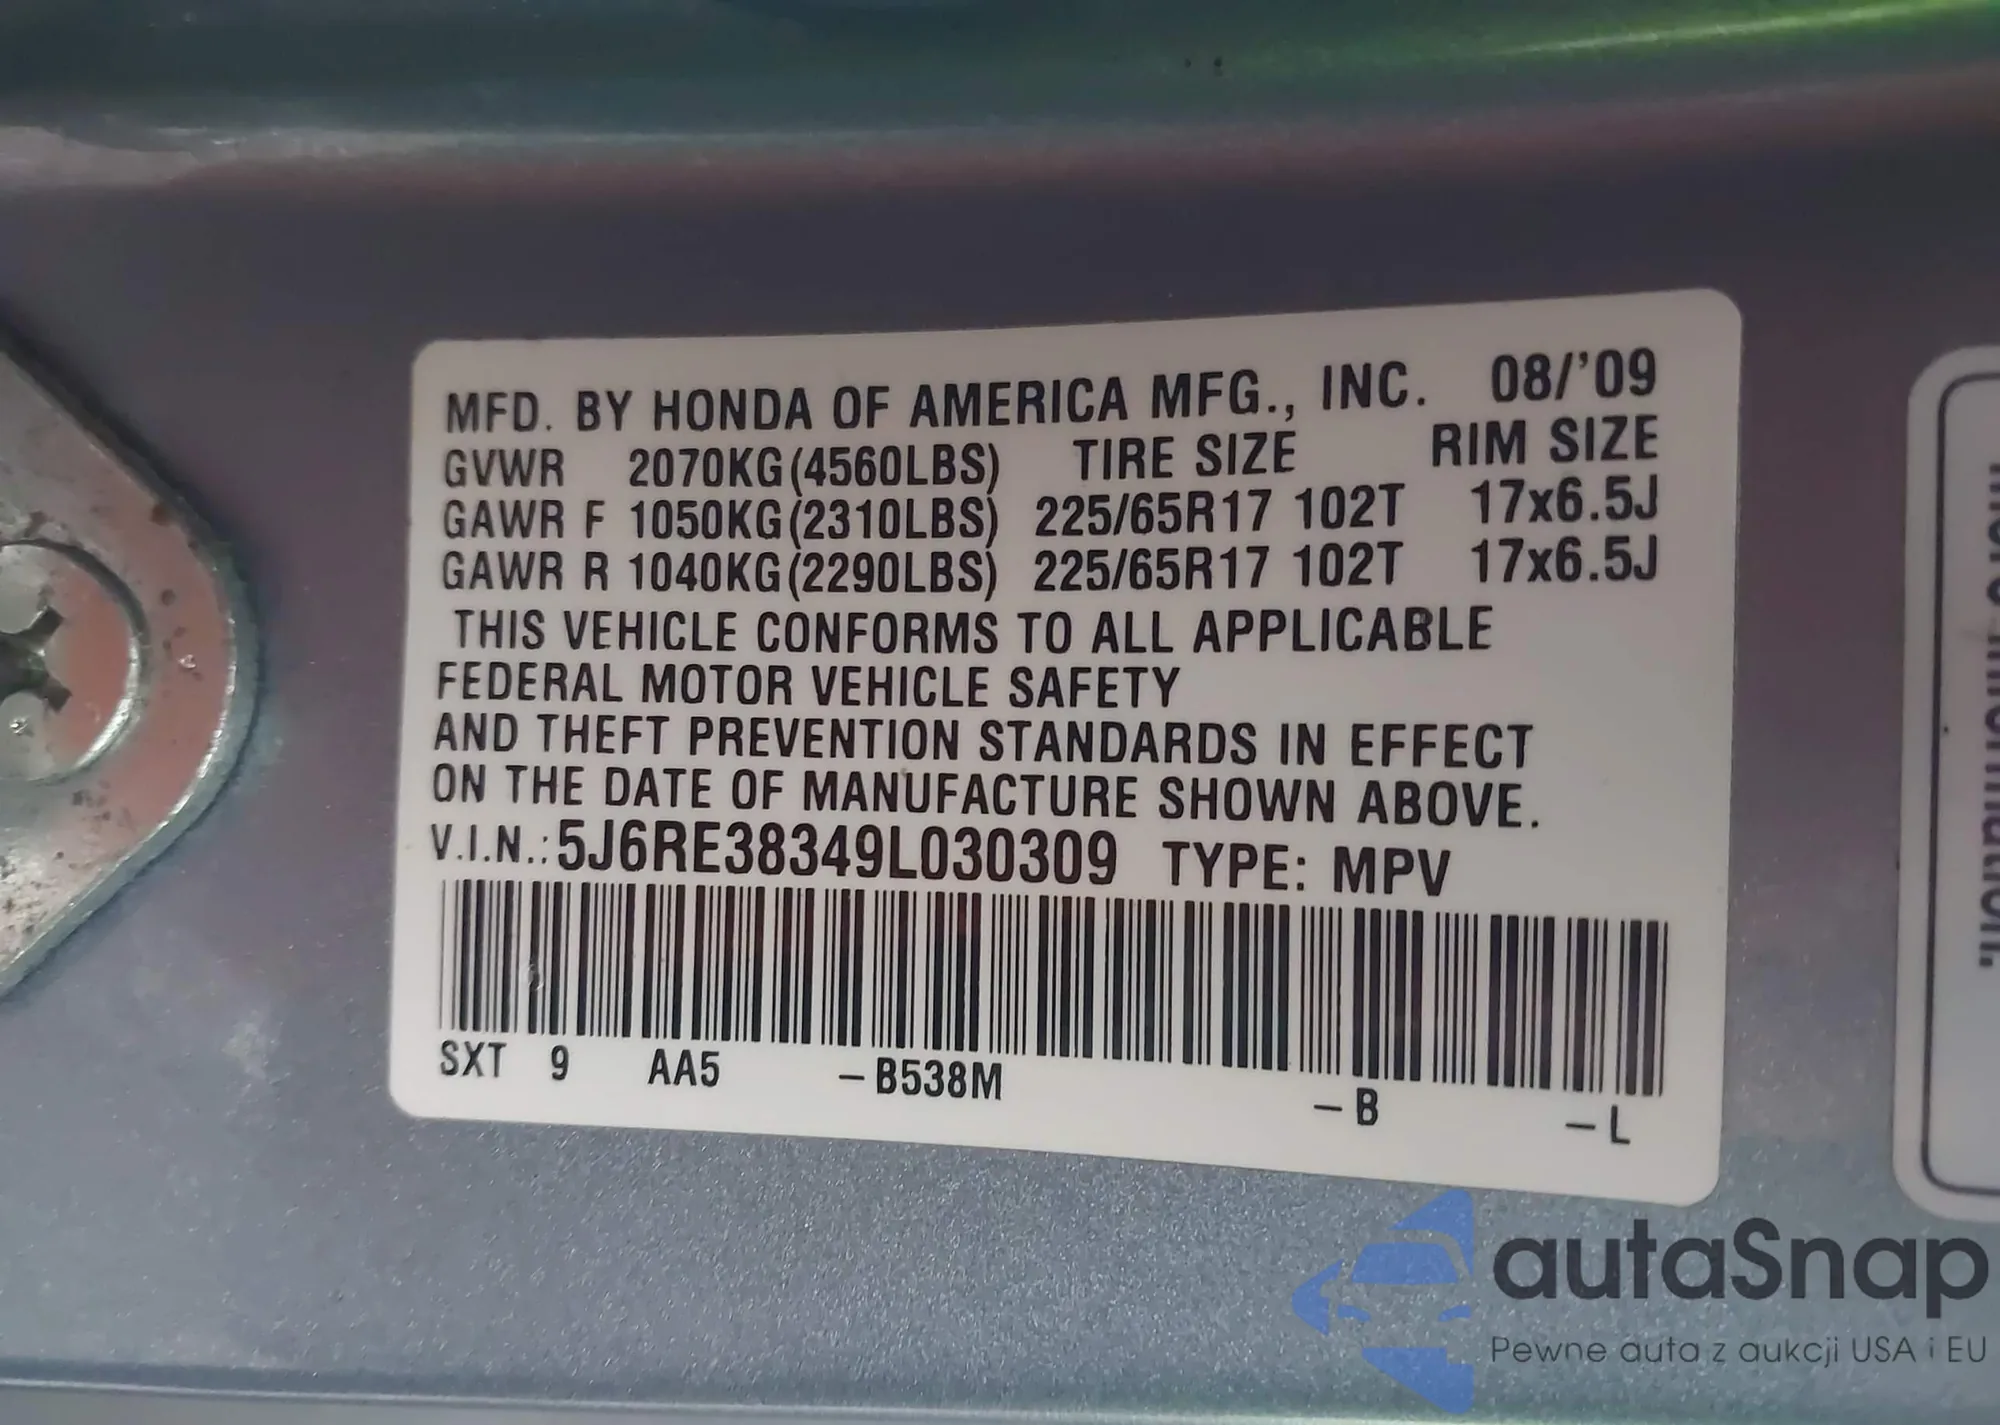 MFD. BY HONDA OF AMERICA MFG., INC. 08/'09
GVWR 2070KG(4560LBS) TIRE SIZE RIM SIZE
GAWR F 1050KG(2310LBS) 225/65R17 102T 17x6.5J
GAWR R 1040KG(2290LBS) 225/65R17 102T 17x6.5J
THIS VEHICLE CONFORMS TO ALL APPLICABLE
FEDERAL MOTOR VEHICLE SAFETY
AND THEFT PREVENTION STANDARDS IN EFFECT
ON THE DATE OF MANUFACTURE SHOWN ABOVE.
V.I.N.: 5J6RE38349L030309 TYPE: MPV
SXT 9 AA5 –B538M –B –L
information.
autaSnap
Pewne auta z aukcji USA i EU